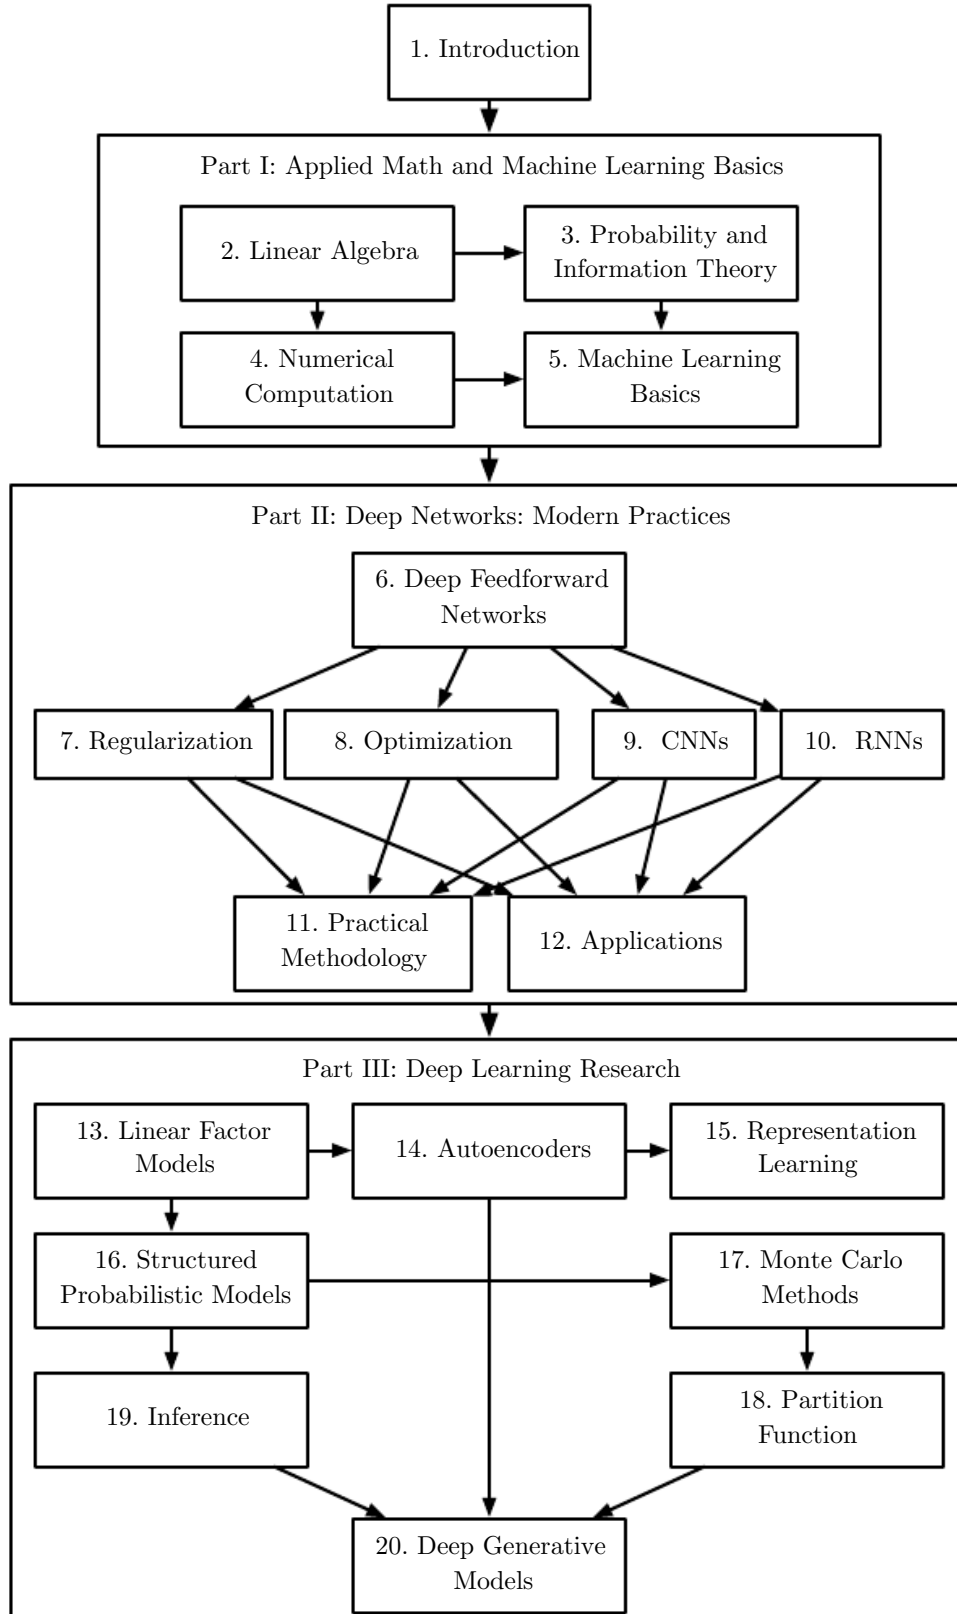 1. Introduction
Part I: Applied Math and Machine Learning Basics
2. Linear Algebra
3. Probability and
Information Theory
4. Numerical
Computation
5. Machine Learning
Basics
Part II: Deep Networks: Modern Practices
6. Deep Feedforward
Networks
7. Regularization
8. Optimization
9. CNNs
10. RNNs
11. Practical
Methodology
12. Applications
Part III: Deep Learning Research
13. Linear Factor
Models
14. Autoencoders
15. Representation
Learning
16. Structured
Probabilistic Models
17. Monte Carlo
Methods
19. Inference
18. Partition
Function
20. Deep Generative
Models